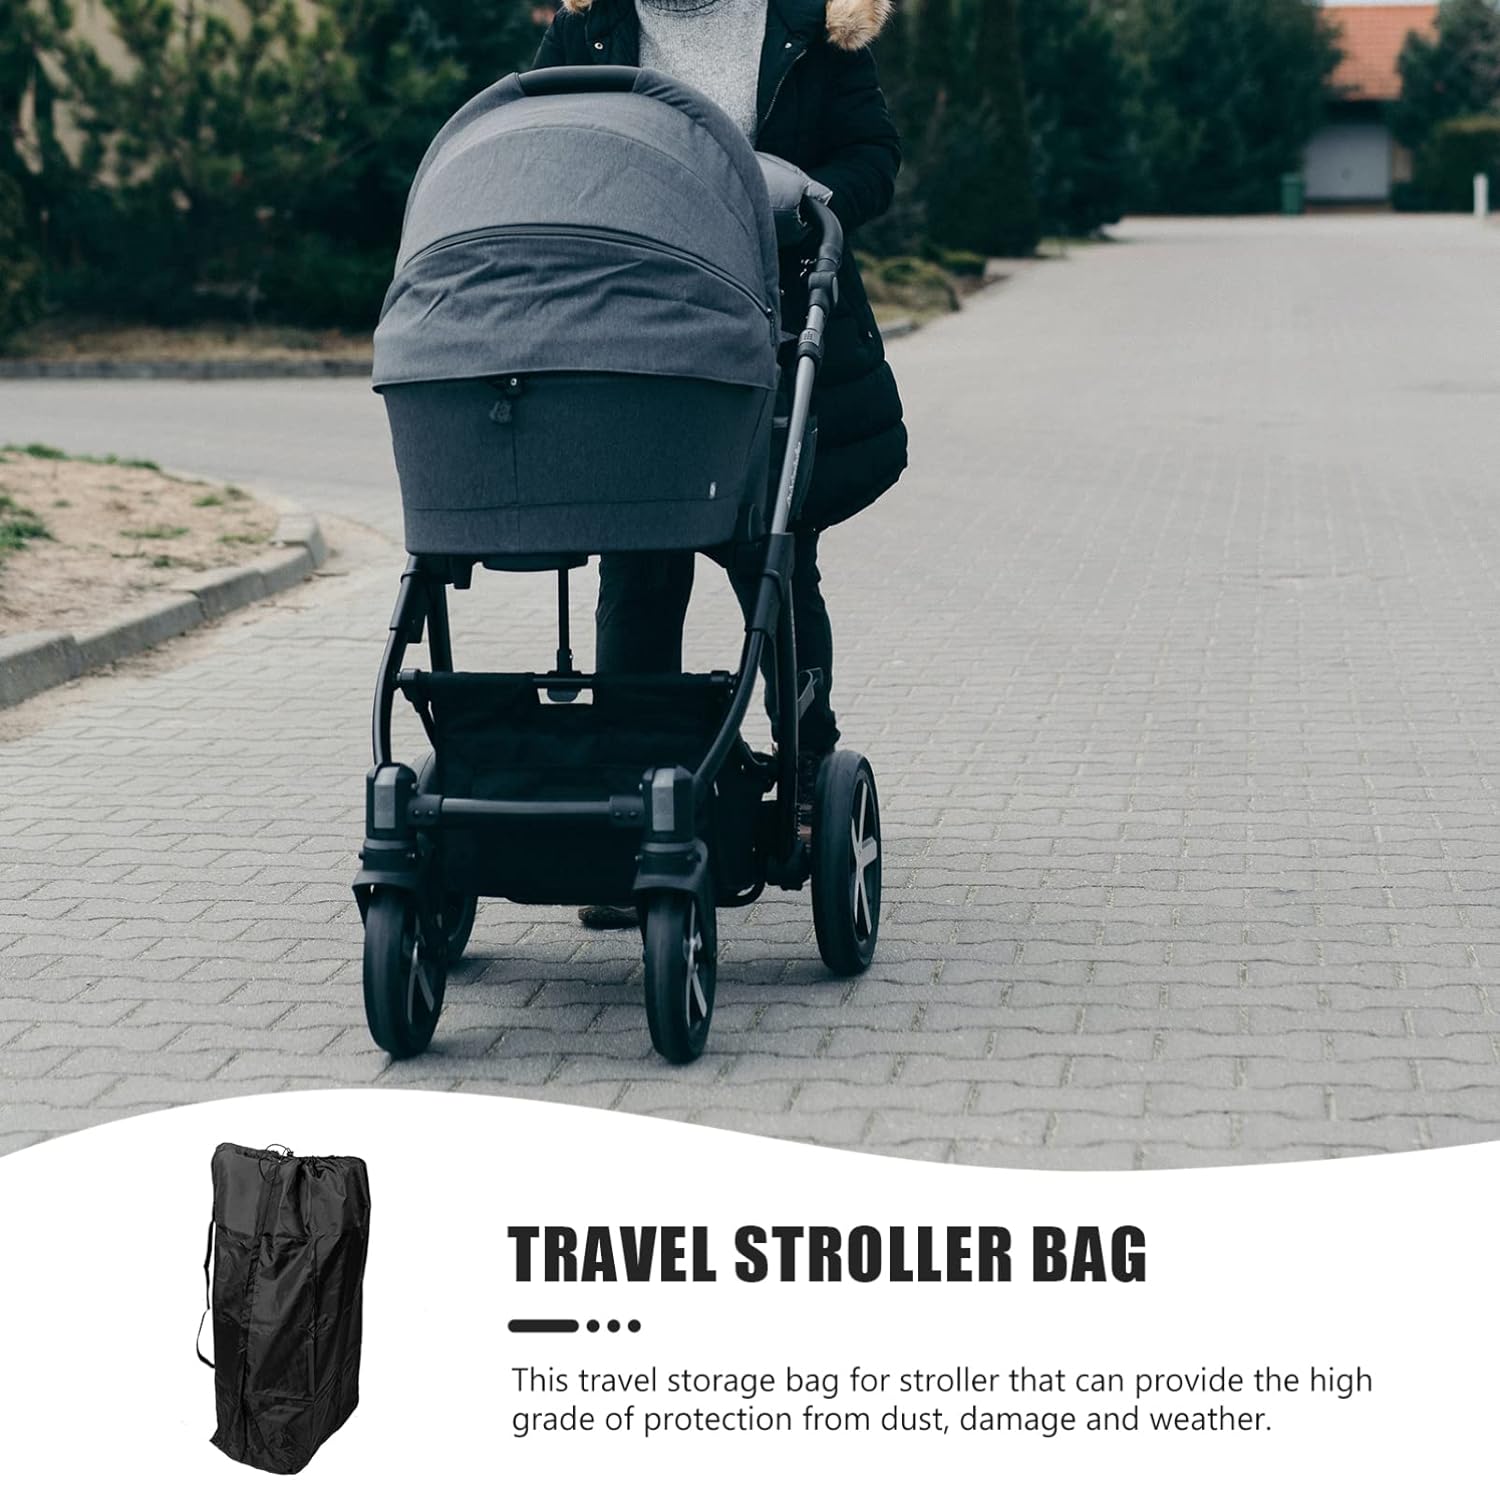 TRAVEL STROLLER BAG
This travel storage bag for stroller that can provide the high
grade of protection from dust, damage and weather.